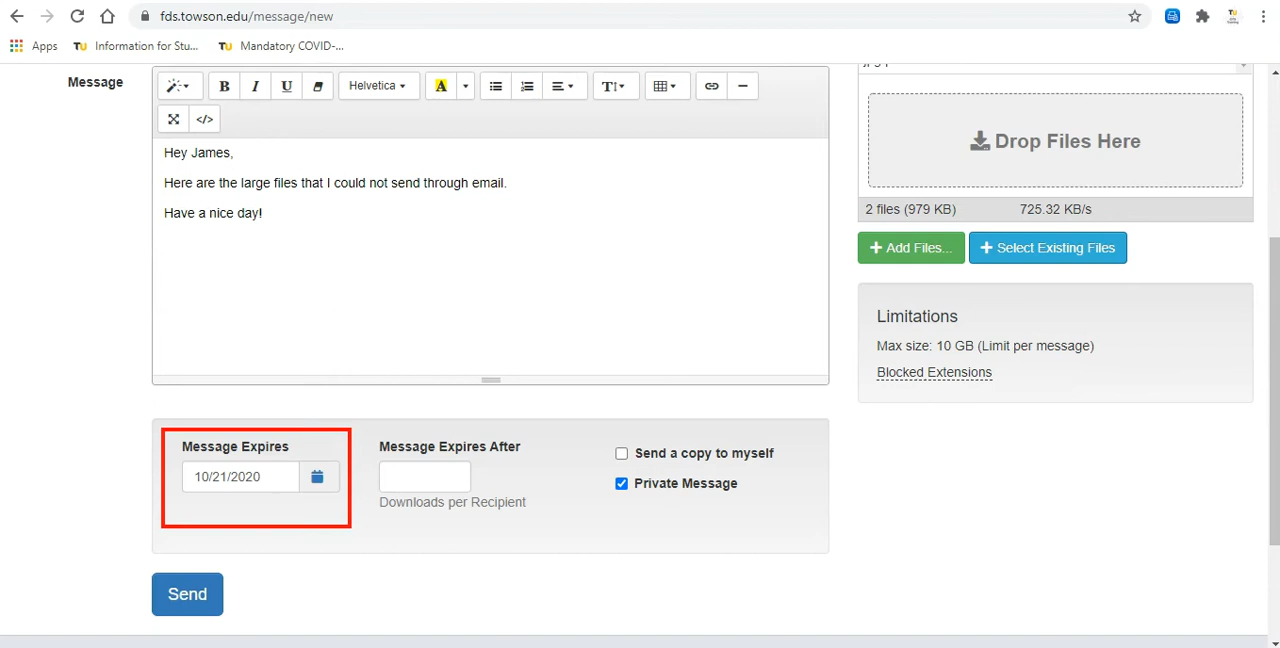 fds.towson.edu/message/new
Apps TU Information for Stu... TU Mandatory COVID-...
Message
B I U Helvetica A T
</>
Hey James,
Here are the large files that I could not send through email.
Have a nice day!
Drop Files Here
2 files (979 KB) 725.32 KB/s
+ Add Files... + Select Existing Files
Limitations
Max size: 10 GB (Limit per message)
Blocked Extensions
Message Expires
10/21/2020
Message Expires After
Downloads per Recipient
Send a copy to myself
Private Message
Send